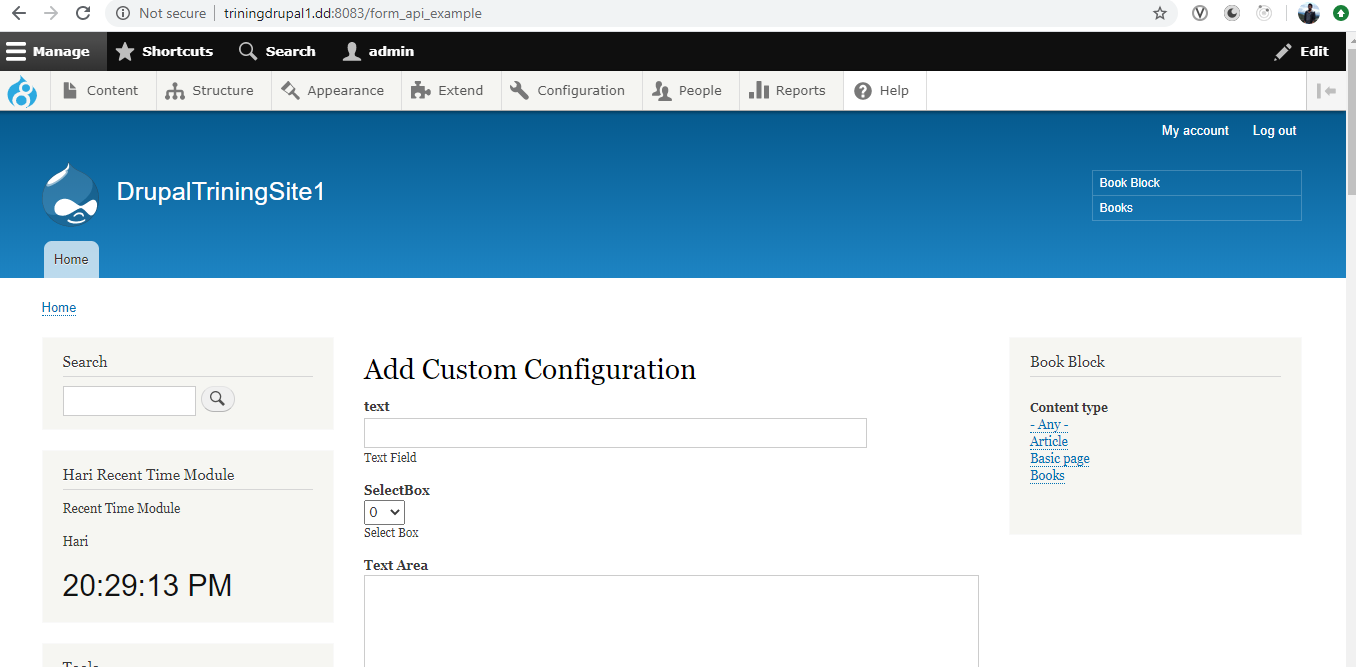 Not secure | triningdrupal1.dd:8083/form_api_example
Manage Shortcuts Search admin Edit
Content Structure Appearance Extend Configuration People Reports Help
My account Log out
DrupalTriningSite1
Book Block
Books
Home
Home
Search
Hari Recent Time Module
Recent Time Module
Hari
20:29:13 PM
Tools
Add Custom Configuration
text
Text Field
SelectBox
0
Select Box
Text Area
Book Block
Content type
- Any -
Article
Basic page
Books